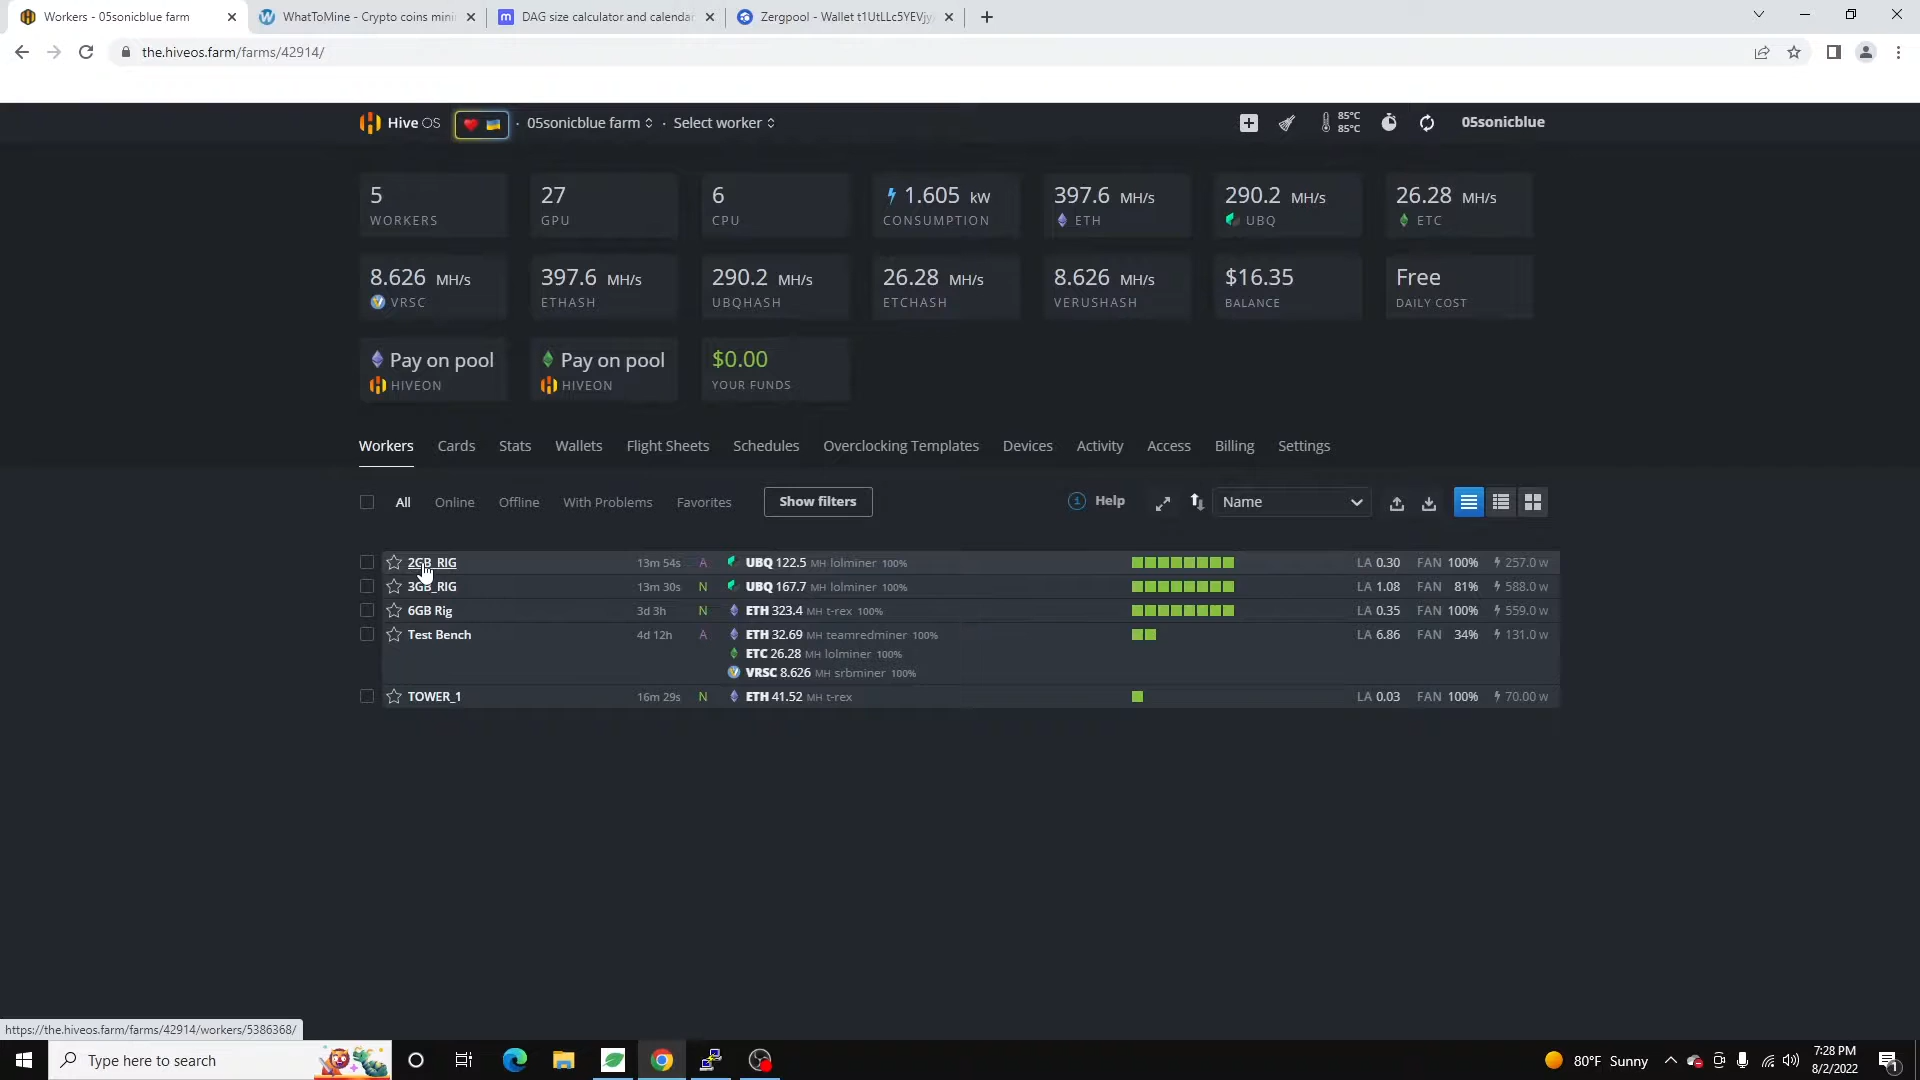 Workers - 05sonicblue farm
WhatToMine - Crypto coins mini
DAG size calculator and calenda
Zergpool - Wallet t1UtLLc5YEVjy
the.hiveos.farm/farms/42914/
Hive OS
05sonicblue farm
Select worker
85°C
85°C
05sonicblue
5
WORKERS
27
GPU
6
CPU
1.605 kW
CONSUMPTION
397.6 MH/s
ETH
290.2 MH/s
UBQ
26.28 MH/s
ETC
8.626 MH/s
VRSC
397.6 MH/s
ETHASH
290.2 MH/s
UBQHASH
26.28 MH/s
ETCHASH
8.626 MH/s
VERUSHASH
$16.35
BALANCE
Free
DAILY COST
Pay on pool
HIVEON
Pay on pool
HIVEON
$0.00
YOUR FUNDS
Workers Cards Stats Wallets Flight Sheets Schedules Overclocking Templates Devices Activity Access Billing Settings
All Online Offline With Problems Favorites Show filters Help Name
2GB_RIG 13m 54s A UBQ 122.5 MH lolminer 100% LA 0.30 FAN 100% 257.0 w
3GB_RIG 13m 30s N UBQ 167.7 MH lolminer 100% LA 1.08 FAN 81% 588.0 w
6GB Rig 3d 3h N ETH 323.4 MH t-rex 100% LA 0.35 FAN 100% 559.0 w
Test Bench 4d 12h A ETH 32.69 MH teamredminer 100% LA 6.86 FAN 34% 131.0 w
ETC 26.28 MH lolminer 100%
VRSC 8.626 MH srbminer 100%
TOWER_1 16m 29s N ETH 41.52 MH t-rex LA 0.03 FAN 100% 70.00 w
https://the.hiveos.farm/farms/42914/workers/5386368/
Type here to search
80°F Sunny
7:28 PM
8/2/2022
1